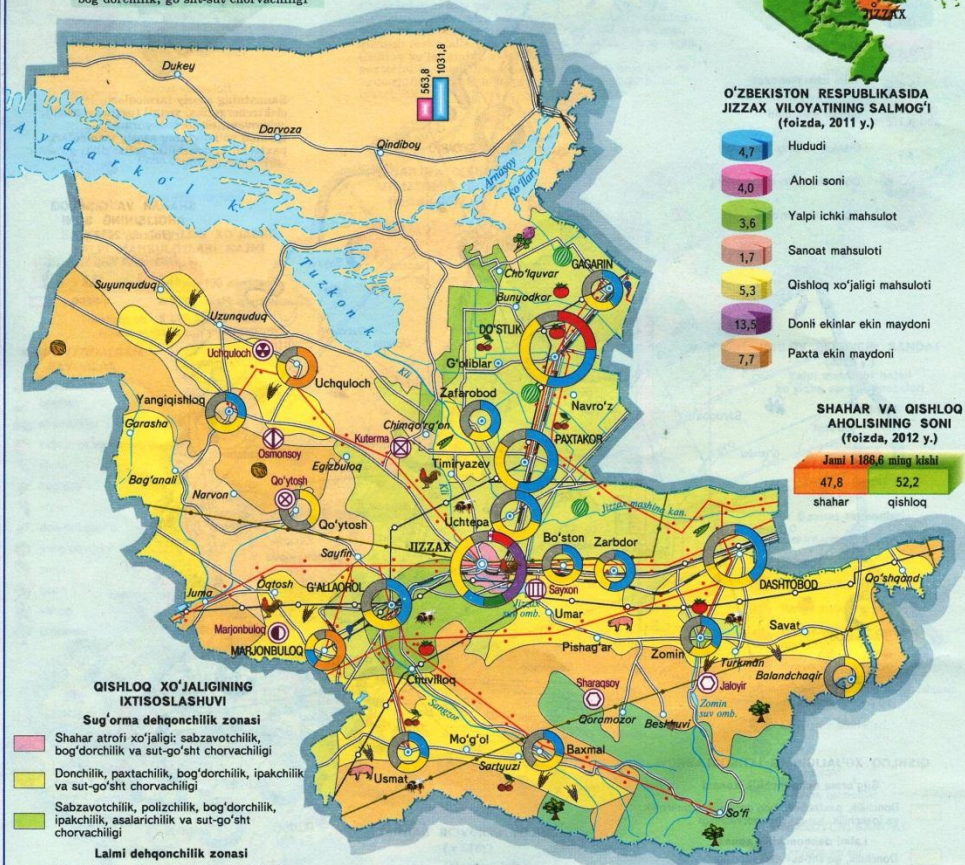 bog‘dorchilik, go‘sht-sut chorvachiligi
JIZZAX
O‘ZBEKISTON RESPUBLIKASIDA
JIZZAX VILOYATINING SALMOG‘I
(foizda, 2011 y.)
4,7 Hududi
4,0 Aholi soni
3,6 Yalpi ichki mahsulot
1,7 Sanoat mahsuloti
5,3 Qishloq xo‘jaligi mahsuloti
13,5 Donli ekinlar ekin maydoni
7,7 Paxta ekin maydoni
SHAHAR VA QISHLOQ
AHOLISINING SONI
(foizda, 2012 y.)
Jami 1 186,6 ming kishi
47,8 52,2
shahar qishloq
563,8
1031,8
Dukey
Darvoza
Qindiboy
Aydarko‘l k.
Arnasoy
ko‘llari
Tuzkon k.
Cho‘lquvar
GAGARIN
Bunyodkor
DO‘STLIK
G‘oliblar
Suyunquduq
Uzunquduq
Uchquloch
Uchquloch
Yangiqishloq
Zafarobod
Kli
Navro‘z
Garasha
Osmonsoy
Kuterma
Chimqo‘rg‘on
PAXTAKOR
Egizbuloq
Timiryazev
Bag‘anali
Narvon
Qo‘ytosh
Qo‘ytosh
Kli
Uchtepa
Jizzax mashina kan.
Sayfin
JIZZAX
Bo‘ston
Zarbdor
DASHTOBOD
Qo‘shqand
Juma
Oqtosh
G‘ALLAOROL
Sayxon
Jizzax
suv omb.
Umar
Marjonbuloq
MARJONBULOQ
Pishag‘ar
Zomin
Savat
Turkman
Balandchaqir
Chuvilloq
Sharaqsoy
Jaloyir
Qoramozor
Beshkuvi
Zomin
suv omb.
Sangzor
Mo‘g‘ol
Baxmal
Usmat
Sartyuzi
So‘fi
QISHLOQ XO‘JALIGINING
IXTISOSLASHUVI
Sug‘orma dehqonchilik zonasi
Shahar atrofi xo‘jaligi: sabzavotchilik,
bog‘dorchilik va sut-go‘sht chorvachiligi
Donchilik, paxtachilik, bog‘dorchilik, ipakchilik
va sut-go‘sht chorvachiligi
Sabzavotchilik, polizchilik, bog‘dorchilik,
ipakchilik, asalarichilik va sut-go‘sht
chorvachiligi
Lalmi dehqonchilik zonasi